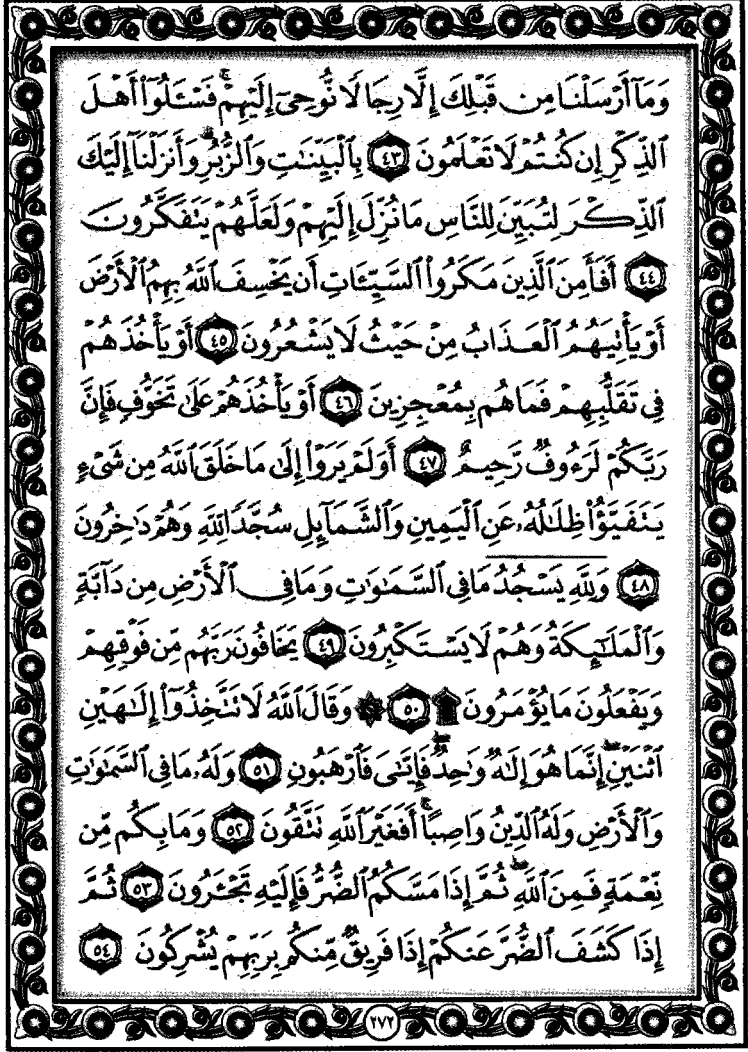 وَمَآ أَرۡسَلۡنَا مِن قَبۡلِكَ إِلَّا رِجَالٗا نُّوحِيٓ إِلَيۡهِمۡۖ فَسۡـَٔلُوٓاْ أَهۡلَ
ٱلذِّكۡرِ إِن كُنتُمۡ لَا تَعۡلَمُونَ ٤٣ بِٱلۡبَيِّنَٰتِ وَٱلزُّبُرِۗ وَأَنزَلۡنَآ إِلَيۡكَ
ٱلذِّكۡرَ لِتُبَيِّنَ لِلنَّاسِ مَا نُزِّلَ إِلَيۡهِمۡ وَلَعَلَّهُمۡ يَتَفَكَّرُونَ
٤٤ أَفَأَمِنَ ٱلَّذِينَ مَكَرُواْ ٱلسَّيِّـَٔاتِ أَن يَخۡسِفَ ٱللَّهُ بِهِمُ ٱلۡأَرۡضَ
أَوۡ يَأۡتِيَهُمُ ٱلۡعَذَابُ مِنۡ حَيۡثُ لَا يَشۡعُرُونَ ٤٥ أَوۡ يَأۡخُذَهُمۡ
فِي تَقَلُّبِهِمۡ فَمَا هُم بِمُعۡجِزِينَ ٤٦ أَوۡ يَأۡخُذَهُمۡ عَلَىٰ تَخَوُّفٖ فَإِنَّ
رَبَّكُمۡ لَرَءُوفٞ رَّحِيمٌ ٤٧ أَوَلَمۡ يَرَوۡاْ إِلَىٰ مَا خَلَقَ ٱللَّهُ مِن شَيۡءٖ
يَتَفَيَّؤُاْ ظِلَٰلُهُۥ عَنِ ٱلۡيَمِينِ وَٱلشَّمَآئِلِ سُجَّدٗا لِّلَّهِ وَهُمۡ دَٰخِرُونَ
٤٨ وَلِلَّهِۤ يَسۡجُدُۤ مَا فِي ٱلسَّمَٰوَٰتِ وَمَا فِي ٱلۡأَرۡضِ مِن دَآبَّةٖ
وَٱلۡمَلَٰٓئِكَةُ وَهُمۡ لَا يَسۡتَكۡبِرُونَ ٤٩ يَخَافُونَ رَبَّهُم مِّن فَوۡقِهِمۡ
وَيَفۡعَلُونَ مَا يُؤۡمَرُونَ ۩ ٥٠ ۞ وَقَالَ ٱللَّهُ لَا تَتَّخِذُوٓاْ إِلَٰهَيۡنِ
ٱثۡنَيۡنِۖ إِنَّمَا هُوَ إِلَٰهٞ وَٰحِدٞ فَإِيَّٰيَ فَٱرۡهَبُونِ ٥١ وَلَهُۥ مَا فِي ٱلسَّمَٰوَٰتِ
وَٱلۡأَرۡضِ وَلَهُ ٱلدِّينُ وَاصِبًاۚ أَفَغَيۡرَ ٱللَّهِ تَتَّقُونَ ٥٢ وَمَا بِكُم مِّن
نِّعۡمَةٖ فَمِنَ ٱللَّهِۖ ثُمَّ إِذَا مَسَّكُمُ ٱلضُّرُّ فَإِلَيۡهِ تَجۡـَٔرُونَ ٥٣ ثُمَّ
إِذَا كَشَفَ ٱلضُّرَّ عَنكُمۡ إِذَا فَرِيقٞ مِّنكُم بِرَبِّهِمۡ يُشۡرِكُونَ ٥٤
٢٧٢